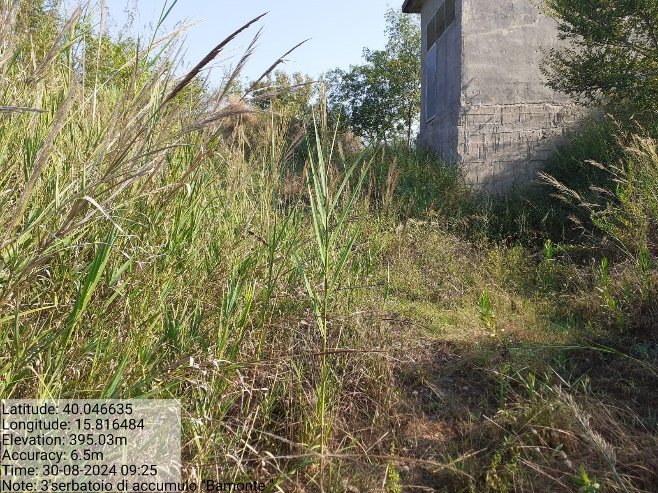 Latitude: 40.046635
Longitude: 15.816484
Elevation: 395.03m
Accuracy: 6.5m
Time: 30-08-2024 09:25
Note: 3'serbatoio di accumulo "Bamonte"